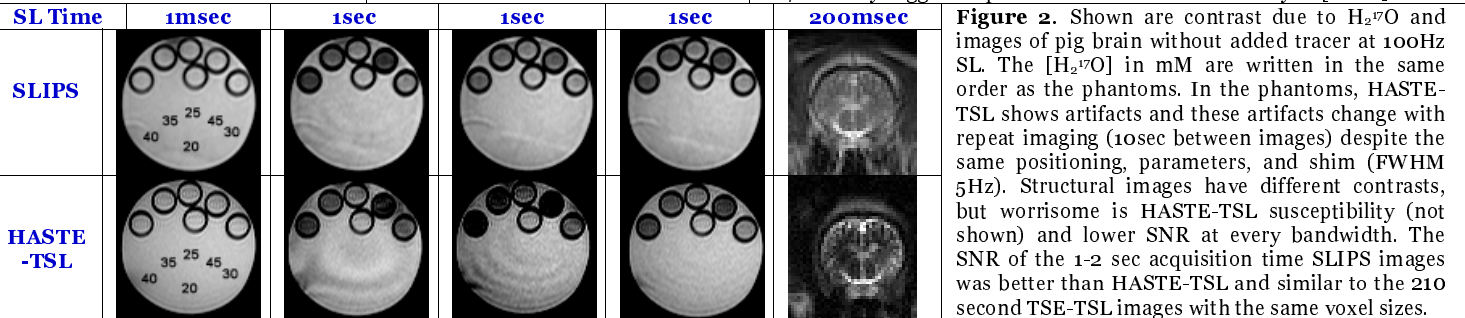 SL Time 1msec 1sec 1sec 1sec 200msec
SLIPS
25
35 45
40 30
20
HASTE
-TSL
25
35 45
40 30
20
Figure 2. Shown are contrast due to H₂¹⁷O and
images of pig brain without added tracer at 100Hz
SL. The [H₂¹⁷O] in mM are written in the same
order as the phantoms. In the phantoms, HASTE-
TSL shows artifacts and these artifacts change with
repeat imaging (10sec between images) despite the
same positioning, parameters, and shim (FWHM
5Hz). Structural images have different contrasts,
but worrisome is HASTE-TSL susceptibility (not
shown) and lower SNR at every bandwidth. The
SNR of the 1-2 sec acquisition time SLIPS images
was better than HASTE-TSL and similar to the 210
second TSE-TSL images with the same voxel sizes.